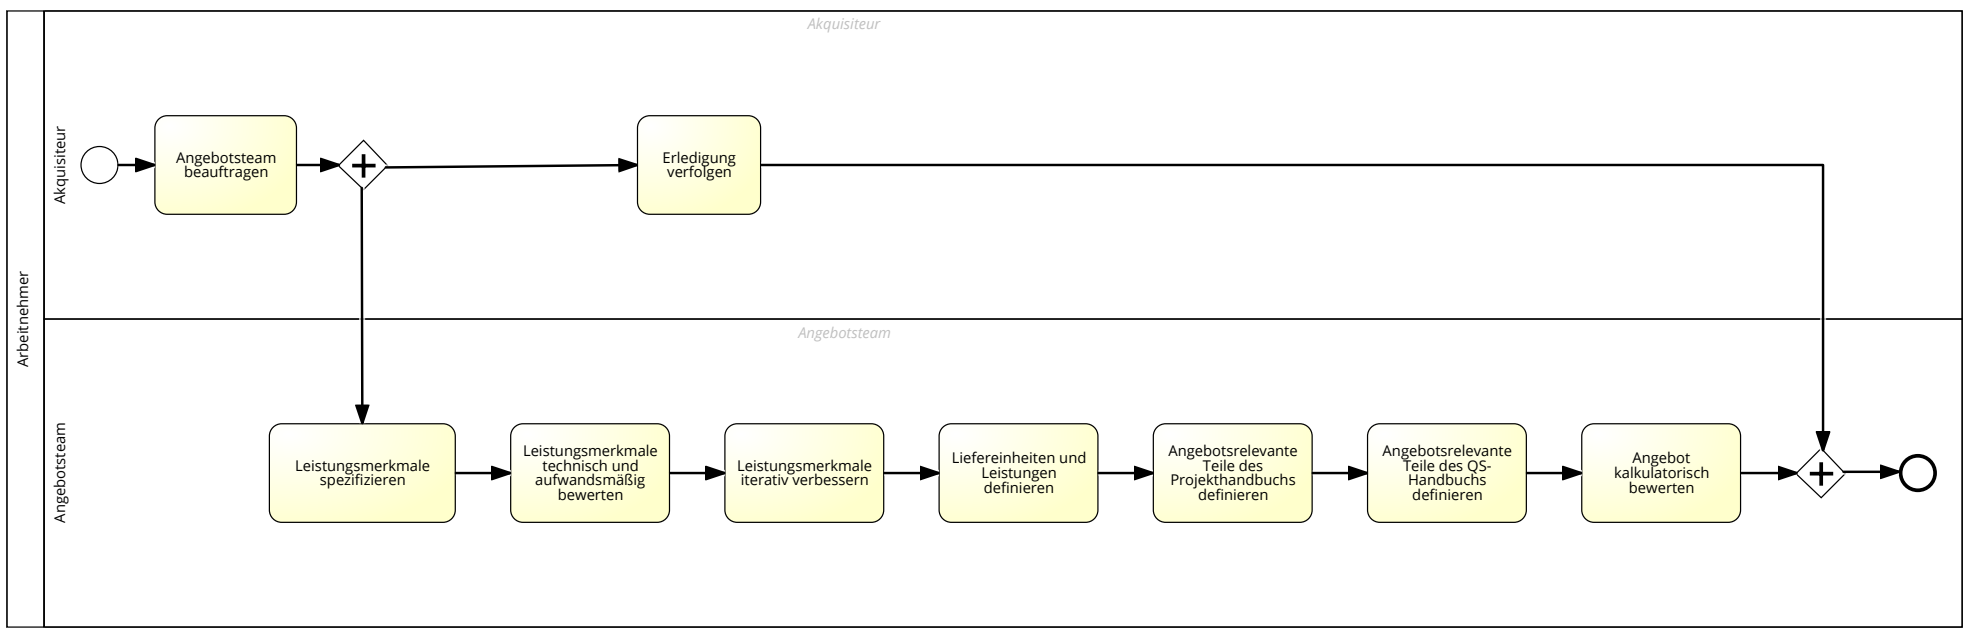 Arbeitnehmer
Akquisiteur
Akquisiteur
Angebotsteam
beauftragen
Erledigung
verfolgen
Angebotsteam
Angebotsteam
Leistungsmerkmale
spezifizieren
Leistungsmerkmale
technisch und
aufwandsmäßig
bewerten
Leistungsmerkmale
iterativ verbessern
Liefereinheiten und
Leistungen
definieren
Angebotsrelevante
Teile des
Projekthandbuchs
definieren
Angebotsrelevante
Teile des QS-
Handbuchs
definieren
Angebot
kalkulatorisch
bewerten